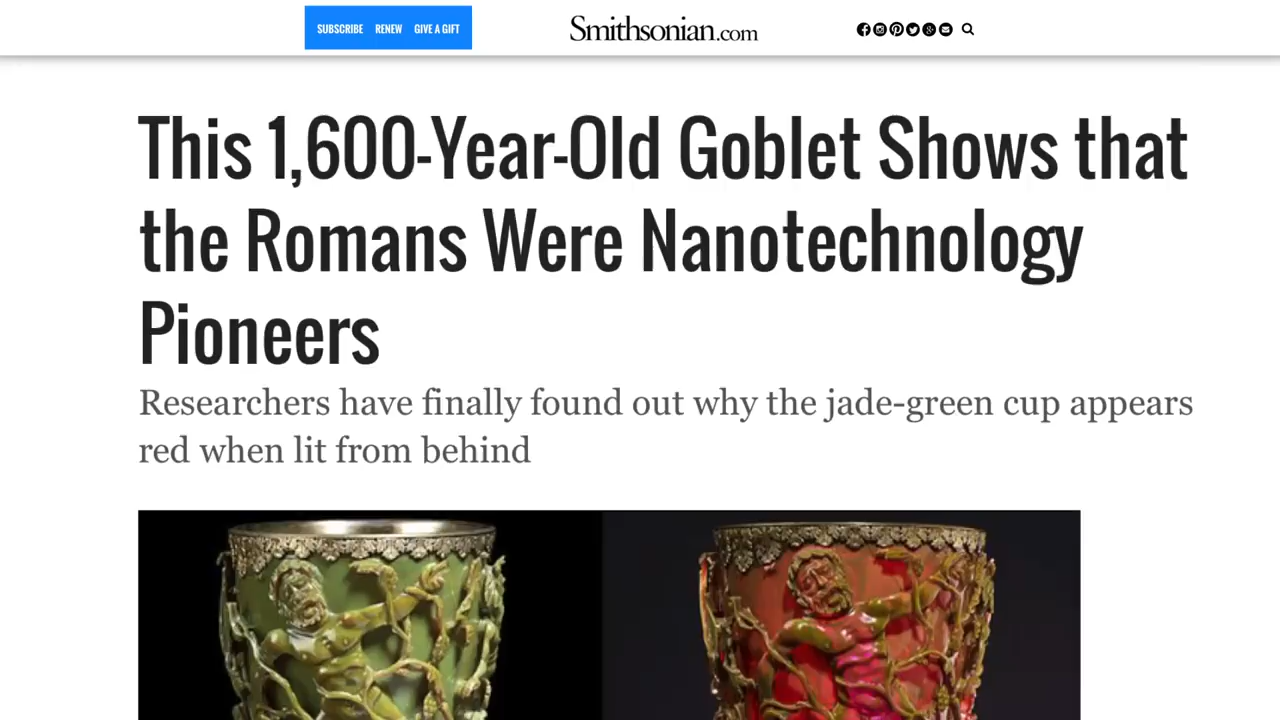 SUBSCRIBE RENEW GIVE A GIFT
Smithsonian.com
This 1,600-Year-Old Goblet Shows that
the Romans Were Nanotechnology
Pioneers
Researchers have finally found out why the jade-green cup appears
red when lit from behind